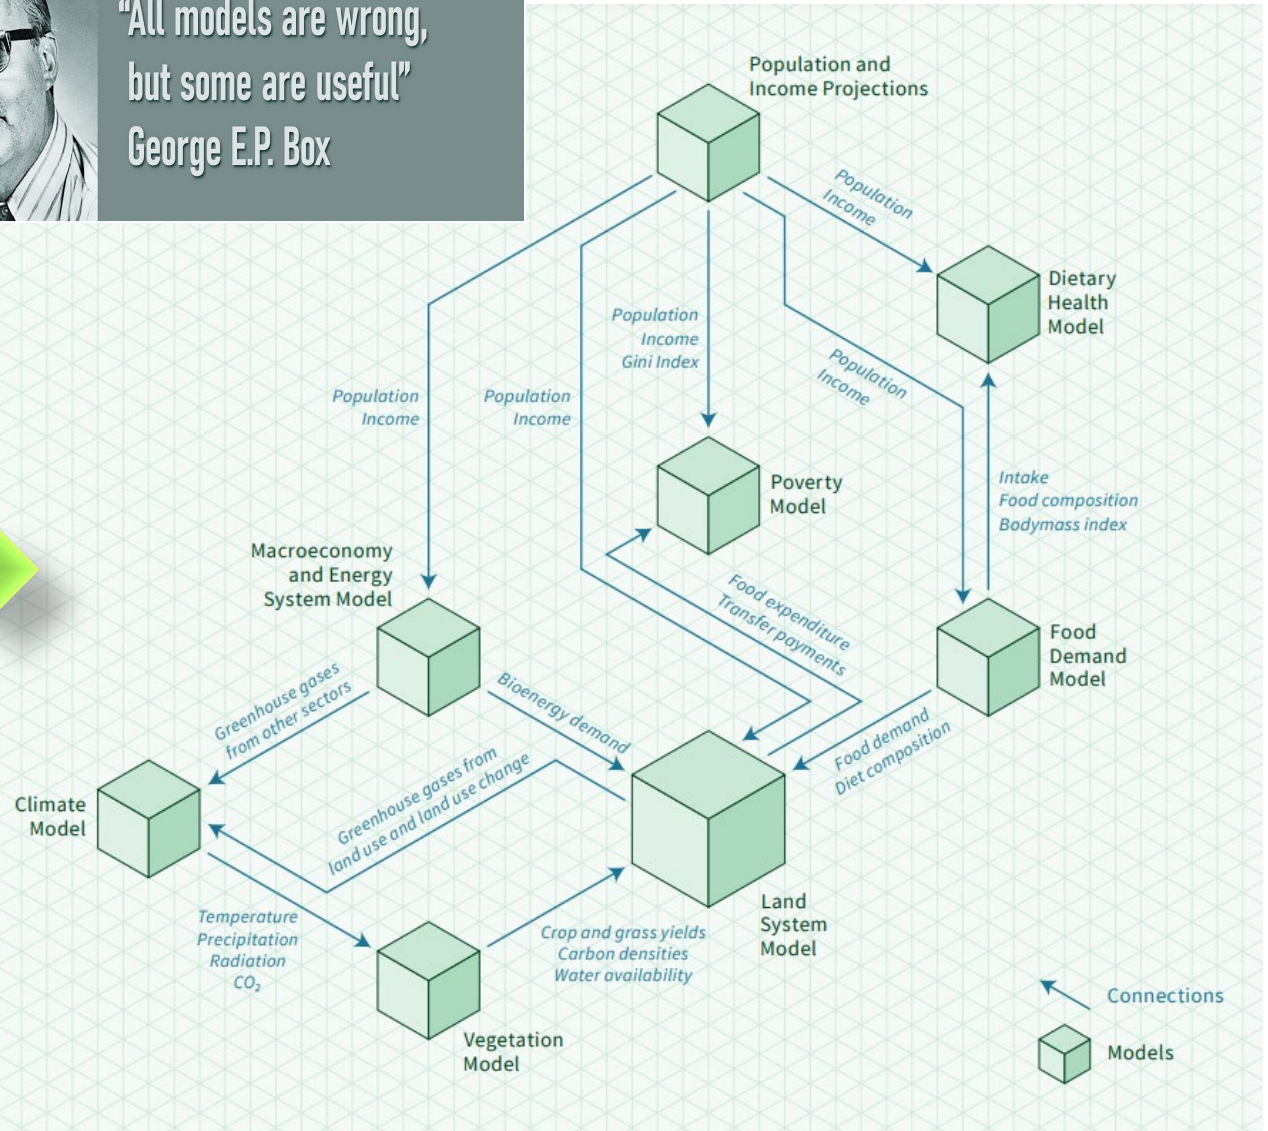 “All models are wrong,
but some are useful”
George E.P. Box
Population and
Income Projections
Population
Income
Dietary
Health
Model
Population
Income
Gini Index
Population
Income
Population
Income
Population
Income
Poverty
Model
Intake
Food composition
Bodymass index
Macroeconomy
and Energy
System Model
Food expenditure
Transfer payments
Food
Demand
Model
Greenhouse gases
from other sectors
Bioenergy demand
Food demand
Diet composition
Greenhouse gases from
land use and land use change
Climate
Model
Land
System
Model
Temperature
Precipitation
Radiation
CO₂
Crop and grass yields
Carbon densities
Water availability
Vegetation
Model
Connections
Models